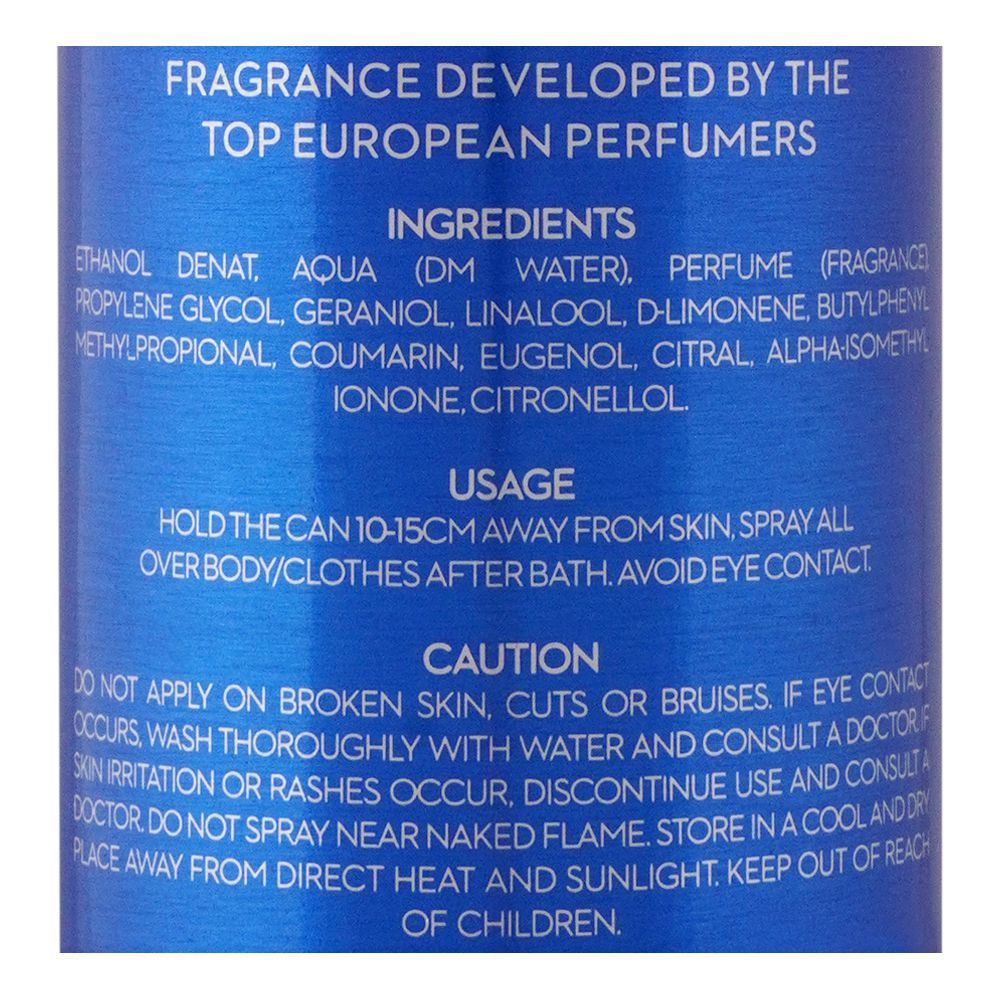 FRAGRANCE DEVELOPED BY THE
TOP EUROPEAN PERFUMERS
INGREDIENTS
ETHANOL DENAT, AQUA (DM WATER), PERFUME (FRAGRANCE),
PROPYLENE GLYCOL, GERANIOL, LINALOOL, D-LIMONENE, BUTYLPHENYL
METHYLPROPIONAL, COUMARIN, EUGENOL, CITRAL, ALPHA-ISOMETHYL
IONONE, CITRONELLOL.
USAGE
HOLD THE CAN 10-15CM AWAY FROM SKIN, SPRAY ALL
OVER BODY/CLOTHES AFTER BATH. AVOID EYE CONTACT.
CAUTION
DO NOT APPLY ON BROKEN SKIN, CUTS OR BRUISES. IF EYE CONTACT
OCCURS, WASH THOROUGHLY WITH WATER AND CONSULT A DOCTOR. IF
SKIN IRRITATION OR RASHES OCCUR, DISCONTINUE USE AND CONSULT A
DOCTOR. DO NOT SPRAY NEAR NAKED FLAME. STORE IN A COOL AND DRY
PLACE AWAY FROM DIRECT HEAT AND SUNLIGHT. KEEP OUT OF REACH
OF CHILDREN.